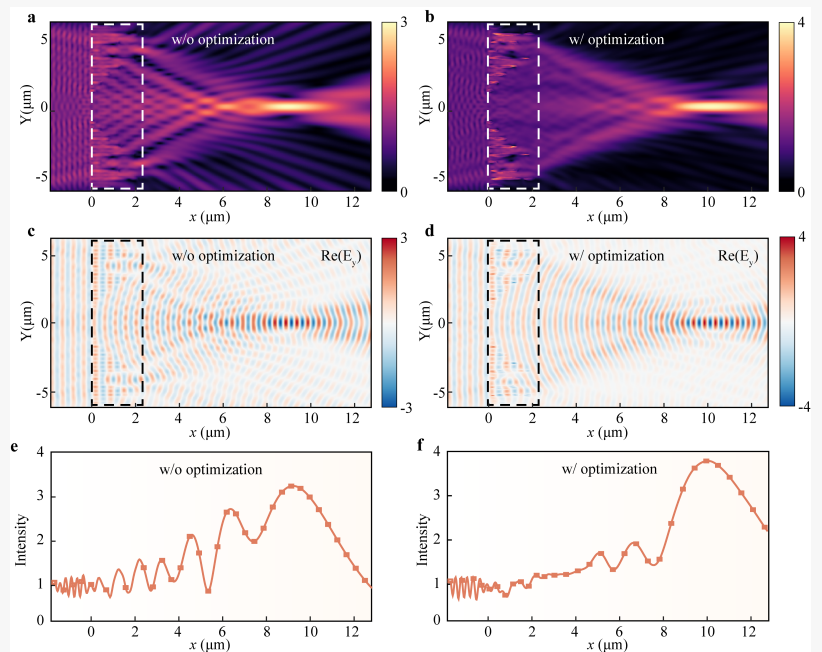 a
w/o optimization
5
0
-5
Y(μm)
0 2 4 6 8 10 12
x (μm)
3
0
b
w/ optimization
5
0
-5
Y(μm)
0 2 4 6 8 10 12
x (μm)
4
0
c
w/o optimization
Re(Ey)
5
0
-5
Y(μm)
0 2 4 6 8 10 12
x (μm)
3
-3
d
w/ optimization
Re(Ey)
5
0
-5
Y(μm)
0 2 4 6 8 10 12
x (μm)
4
-4
e
w/o optimization
4
3
2
1
0
Intensity
0 2 4 6 8 10 12
x (μm)
f
w/ optimization
4
3
2
1
0
Intensity
0 2 4 6 8 10 12
x (μm)